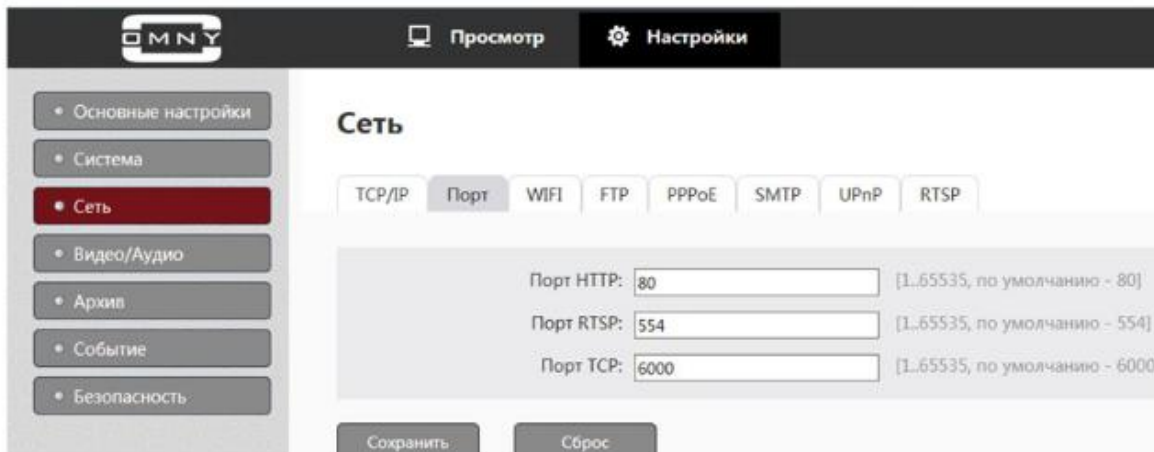 OMNY
Просмотр
Настройки
Основные настройки
Система
Сеть
Видео/Аудио
Архив
Событие
Безопасность
Сеть
TCP/IP Порт WIFI FTP PPPoE SMTP UPnP RTSP
Порт HTTP: 80 [1..65535, по умолчанию - 80]
Порт RTSP: 554 [1..65535, по умолчанию - 554]
Порт TCP: 6000 [1..65535, по умолчанию - 6000
Сохранить Сброс